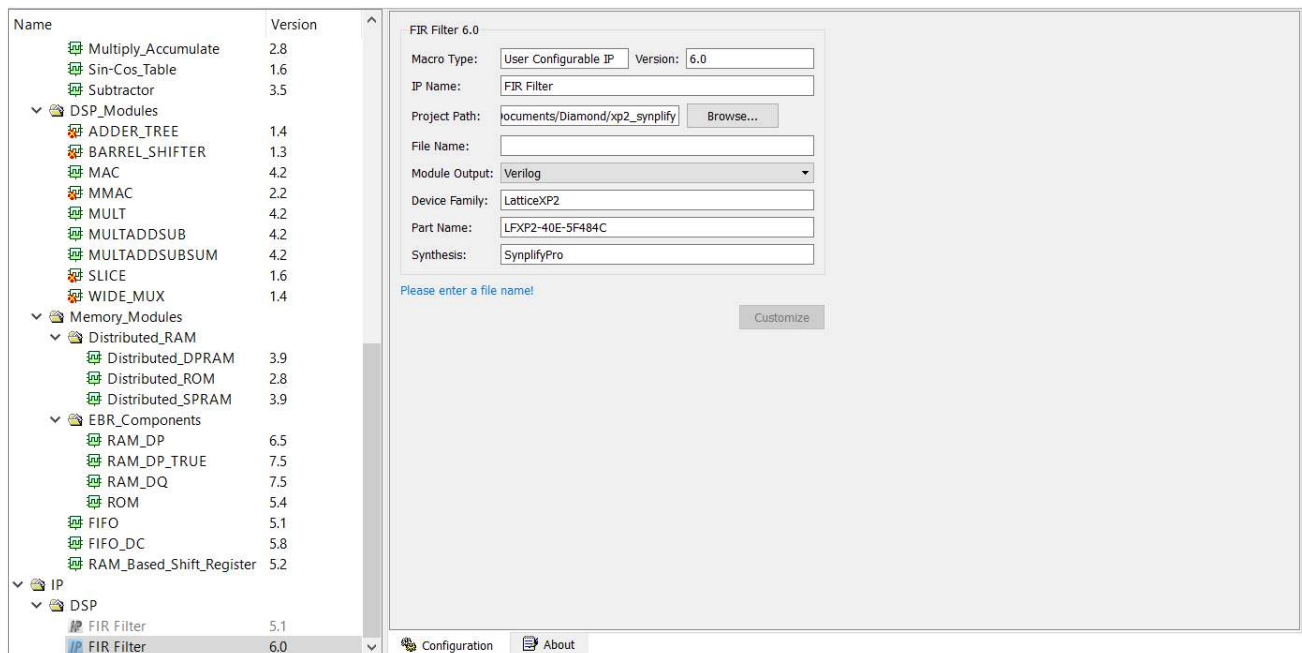 Name Version
Multiply_Accumulate 2.8
Sin-Cos_Table 1.6
Subtractor 3.5
DSP_Modules
ADDER_TREE 1.4
BARREL_SHIFTER 1.3
MAC 4.2
MMAC 2.2
MULT 4.2
MULTADDSUB 4.2
MULTADDSUBSUM 4.2
SLICE 1.6
WIDE_MUX 1.4
Memory_Modules
Distributed_RAM
Distributed_DPRAM 3.9
Distributed_ROM 2.8
Distributed_SPRAM 3.9
EBR_Components
RAM_DP 6.5
RAM_DP_TRUE 7.5
RAM_DQ 7.5
ROM 5.4
FIFO 5.1
FIFO_DC 5.8
RAM_Based_Shift_Register 5.2
IP
DSP
IP FIR Filter 5.1
IP FIR Filter 6.0
FIR Filter 6.0
Macro Type: User Configurable IP Version: 6.0
IP Name: FIR Filter
Project Path: ocuments/Diamond/xp2_synplify Browse...
File Name:
Module Output: Verilog
Device Family: LatticeXP2
Part Name: LFXP2-40E-5F484C
Synthesis: SynplifyPro
Please enter a file name!
Customize
Configuration About